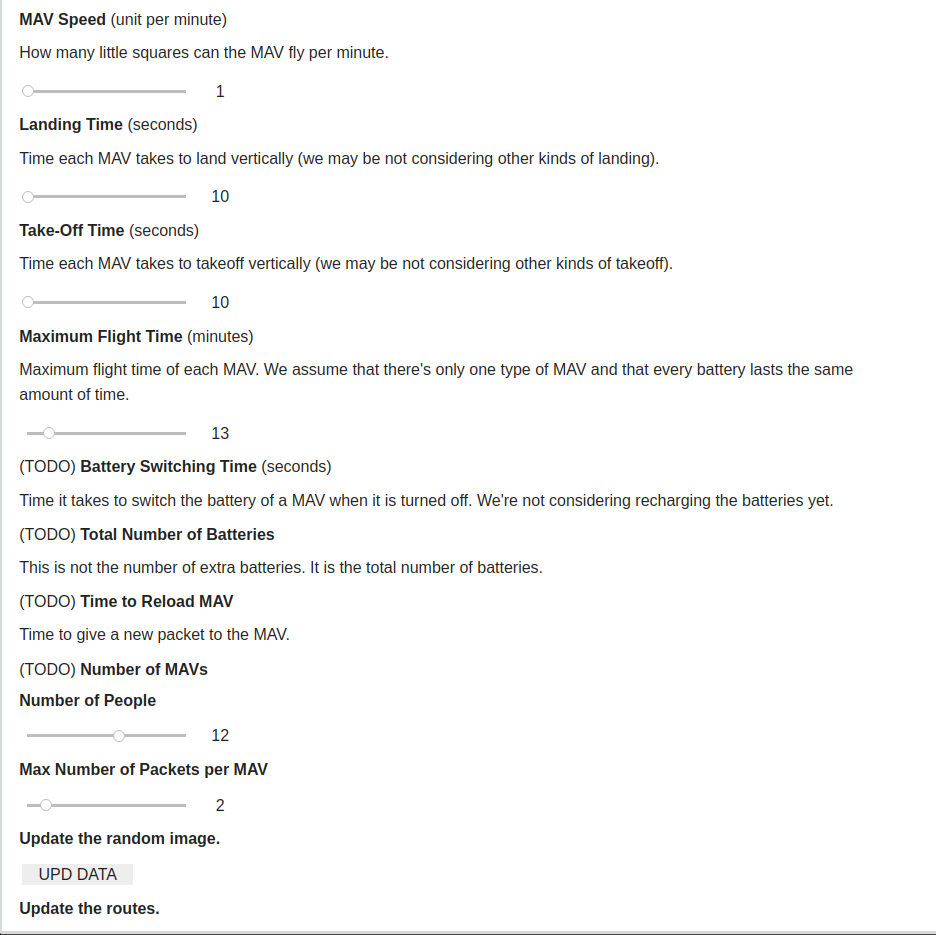 MAV Speed (unit per minute)
How many little squares can the MAV fly per minute.
1
Landing Time (seconds)
Time each MAV takes to land vertically (we may be not considering other kinds of landing).
10
Take-Off Time (seconds)
Time each MAV takes to takeoff vertically (we may be not considering other kinds of takeoff).
10
Maximum Flight Time (minutes)
Maximum flight time of each MAV. We assume that there's only one type of MAV and that every battery lasts the same
amount of time.
13
(TODO) Battery Switching Time (seconds)
Time it takes to switch the battery of a MAV when it is turned off. We're not considering recharging the batteries yet.
(TODO) Total Number of Batteries
This is not the number of extra batteries. It is the total number of batteries.
(TODO) Time to Reload MAV
Time to give a new packet to the MAV.
(TODO) Number of MAVs
Number of People
12
Max Number of Packets per MAV
2
Update the random image.
UPD DATA
Update the routes.